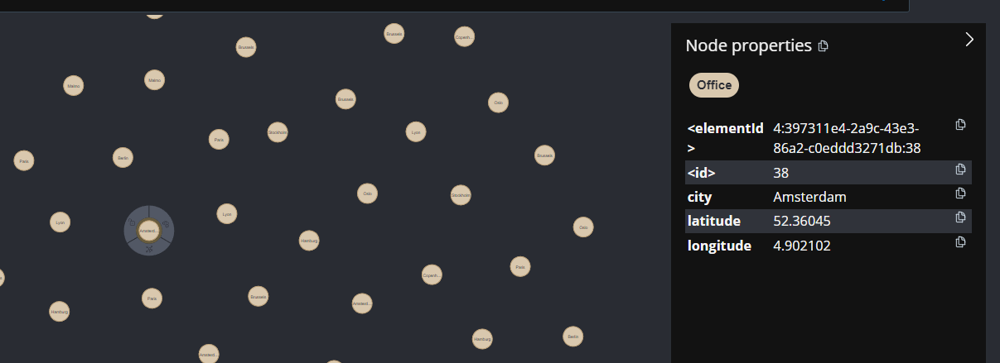 Brussels
Copenh...
Brussels
Malmo
Malmo
Brussels
Oslo
Stockholm
Lyon
Paris
Brussels
Berlin
Paris
Oslo
Stockholm
Lyon
Lyon
Oslo
Amsterd...
Hamburg
Paris
Copenh...
Brussels
Paris
Amsterd...
Hamburg
Berlin
Hamburg
Amsterd...
Node properties
Office
<elementId 4:397311e4-2a9c-43e3-
> 86a2-c0eddd3271db:38
<id> 38
city Amsterdam
latitude 52.36045
longitude 4.902102